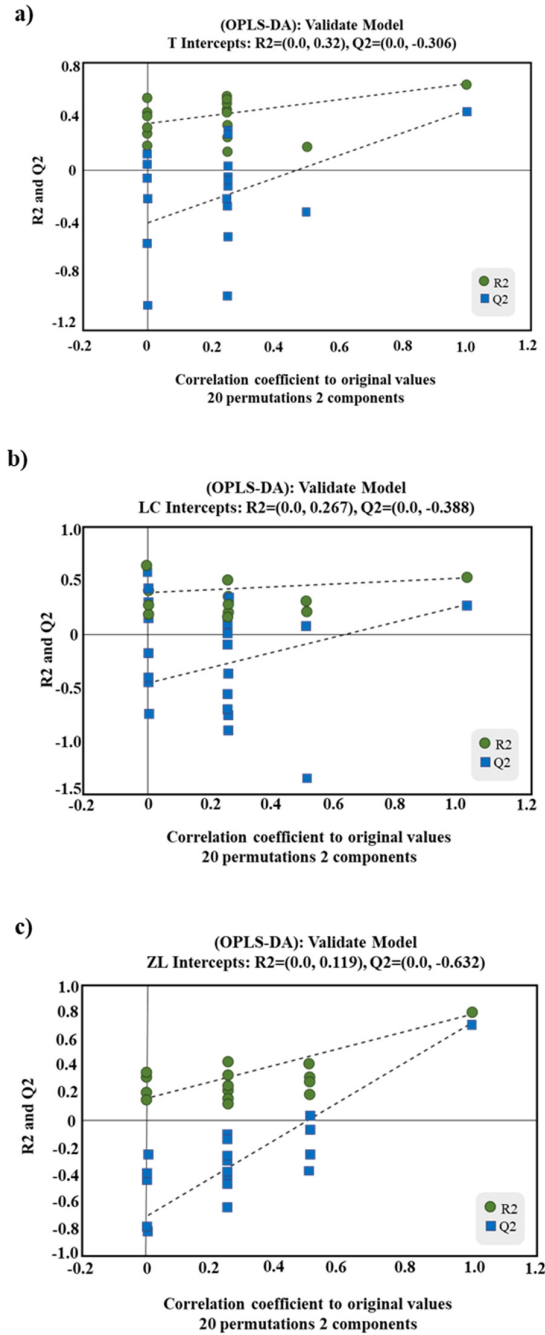 a)
(OPLS-DA): Validate Model
T Intercepts: R2=(0.0, 0.32), Q2=(0.0, -0.306)
0.8
0.4
0
-0.4
-0.8
-1.2
R2 and Q2
R2
Q2
-0.2 0 0.2 0.4 0.6 0.8 1.0 1.2
Correlation coefficient to original values
20 permutations 2 components
b)
(OPLS-DA): Validate Model
LC Intercepts: R2=(0.0, 0.267), Q2=(0.0, -0.388)
1.0
0.5
0
-0.5
-1.0
-1.5
R2 and Q2
R2
Q2
-0.2 0 0.2 0.4 0.6 0.8 1.0 1.2
Correlation coefficient to original values
20 permutations 2 components
c)
(OPLS-DA): Validate Model
ZL Intercepts: R2=(0.0, 0.119), Q2=(0.0, -0.632)
1.0
0.8
0.4
0.2
0
-0.2
-0.4
-0.6
-0.8
-1.0
R2 and Q2
R2
Q2
-0.2 0 0.2 0.4 0.6 0.8 1.0 1.2
Correlation coefficient to original values
20 permutations 2 components